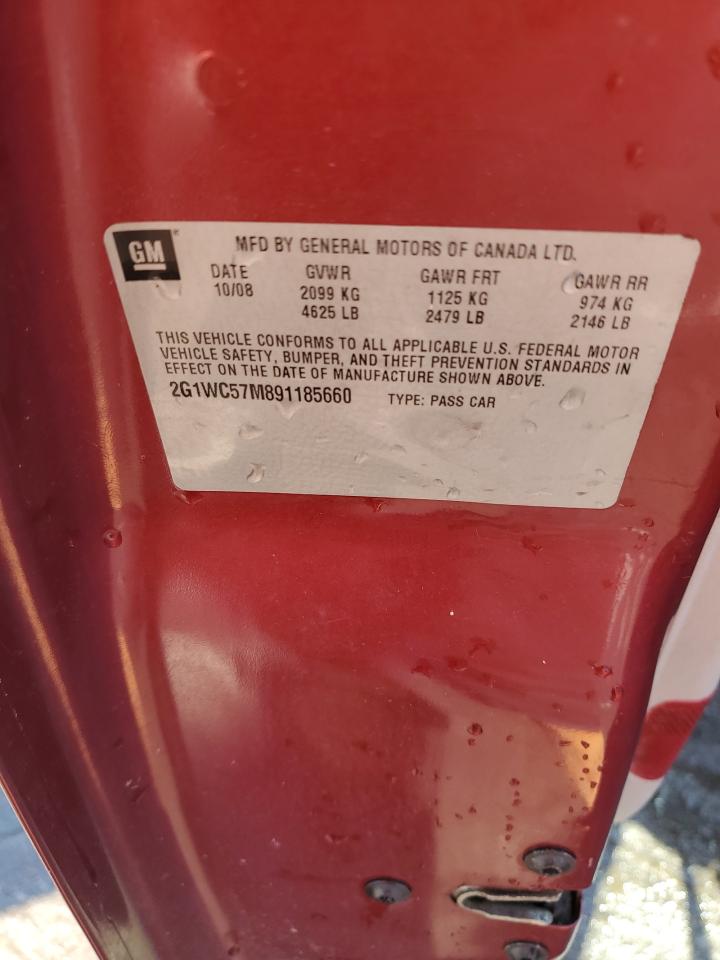 GM® MFD BY GENERAL MOTORS OF CANADA LTD.
DATE GVWR GAWR FRT GAWR RR
10/08 2099 KG 1125 KG 974 KG
4625 LB 2479 LB 2146 LB
THIS VEHICLE CONFORMS TO ALL APPLICABLE U.S. FEDERAL MOTOR
VEHICLE SAFETY, BUMPER, AND THEFT PREVENTION STANDARDS IN
EFFECT ON THE DATE OF MANUFACTURE SHOWN ABOVE.
2G1WC57M891185660 TYPE: PASS CAR